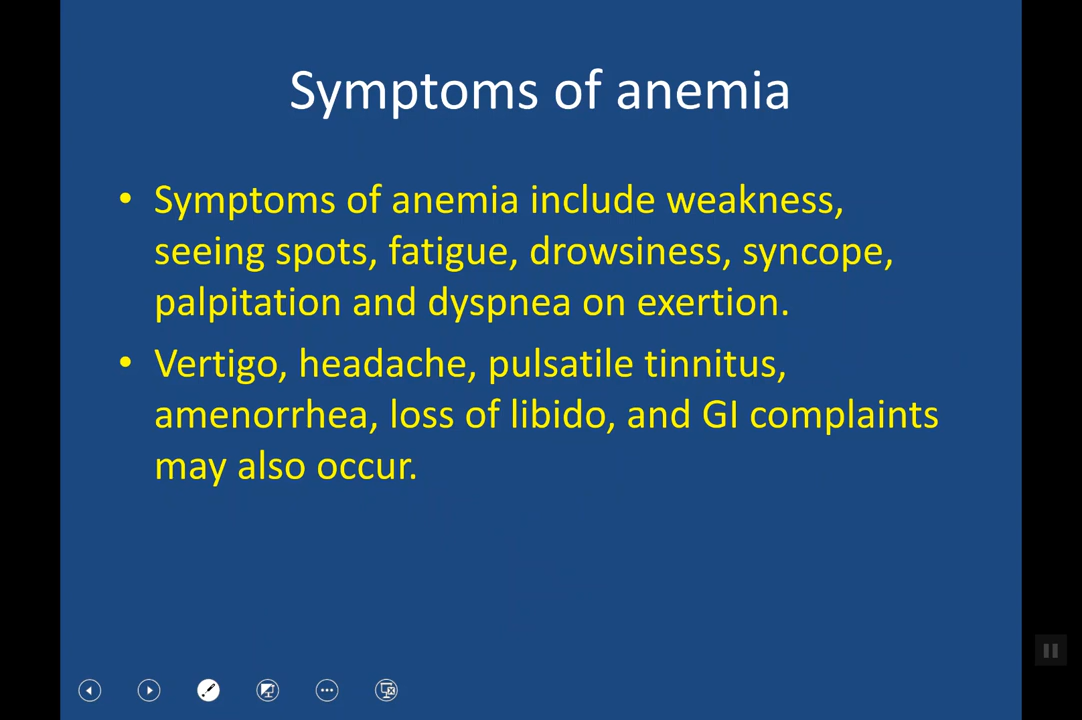 Symptoms of anemia
• Symptoms of anemia include weakness,
seeing spots, fatigue, drowsiness, syncope,
palpitation and dyspnea on exertion.
• Vertigo, headache, pulsatile tinnitus,
amenorrhea, loss of libido, and GI complaints
may also occur.